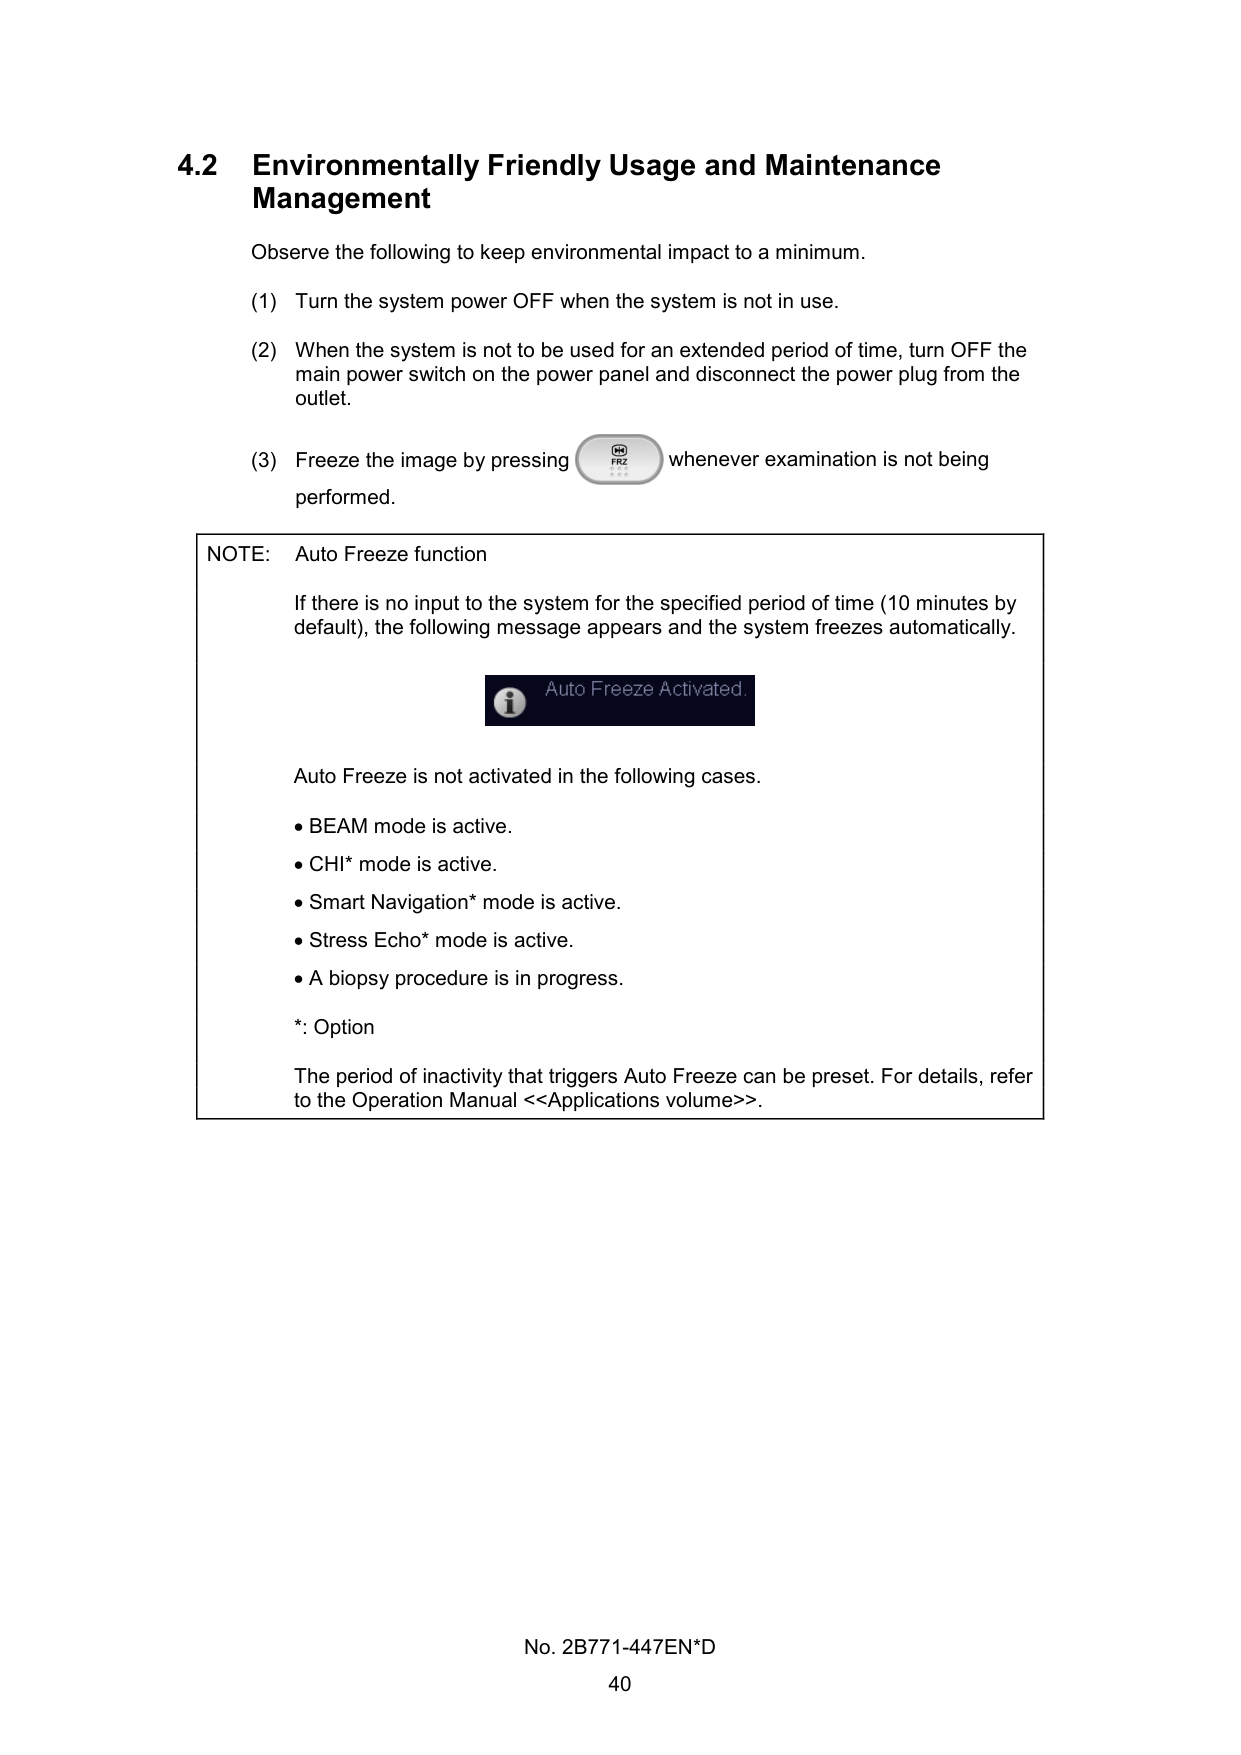 4.2 Environmentally Friendly Usage and Maintenance
Management
Observe the following to keep environmental impact to a minimum.
(1) Turn the system power OFF when the system is not in use.
(2) When the system is not to be used for an extended period of time, turn OFF the
main power switch on the power panel and disconnect the power plug from the
outlet.
(3) Freeze the image by pressing FRZ whenever examination is not being
performed.
NOTE: Auto Freeze function
If there is no input to the system for the specified period of time (10 minutes by
default), the following message appears and the system freezes automatically.
Auto Freeze Activated.
Auto Freeze is not activated in the following cases.
• BEAM mode is active.
• CHI* mode is active.
• Smart Navigation* mode is active.
• Stress Echo* mode is active.
• A biopsy procedure is in progress.
*: Option
The period of inactivity that triggers Auto Freeze can be preset. For details, refer
to the Operation Manual <<Applications volume>>.
No. 2B771-447EN*D
40